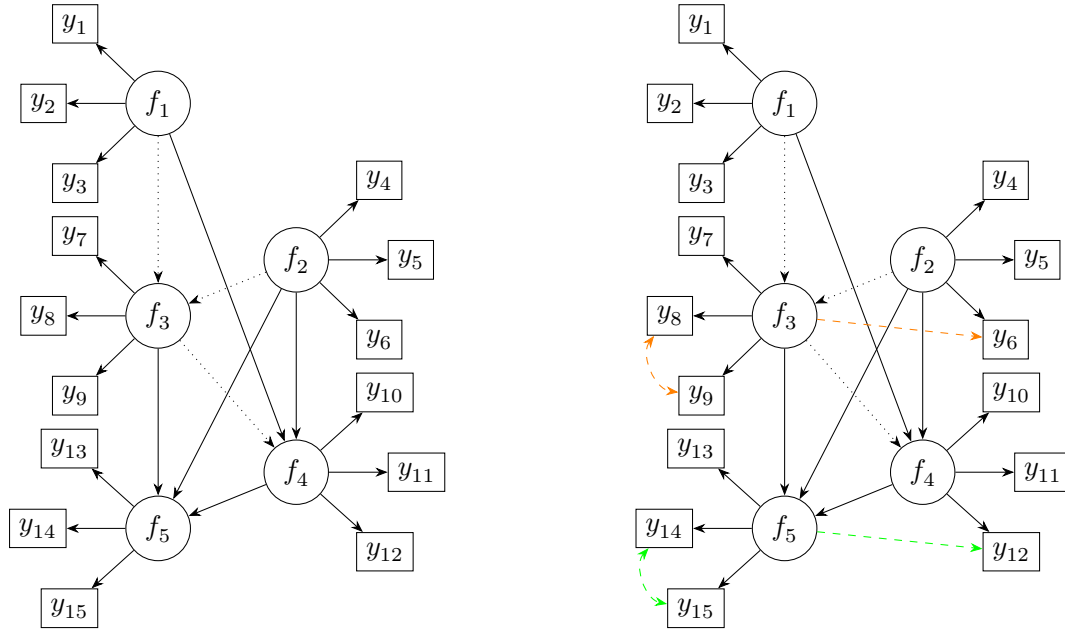 y₁
y₂
f₁
y₃
y₄
y₇
f₂
y₅
y₈
f₃
y₆
y₉
y₁₀
y₁₃
f₄
y₁₁
y₁₄
f₅
y₁₂
y₁₅
y₁
y₂
f₁
y₃
y₄
y₇
f₂
y₅
y₈
f₃
y₆
y₉
y₁₀
y₁₃
f₄
y₁₁
y₁₄
f₅
y₁₂
y₁₅